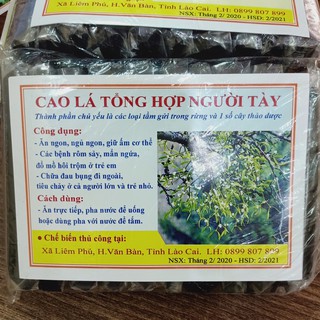 Xã Liêm Phú, H.Văn Bàn, Tỉnh Lào Cai. LH: 0899 807 899
NSX: Tháng 2/ 2020 - HSD: 2/2021
CAO LÁ TỔNG HỢP NGƯỜI TÀY
Thành phần chủ yếu là các loại tầm gửi trong rừng và 1 số cây thảo dược
Công dụng:
- Ăn ngon, ngủ ngon, giữ ấm cơ thể
- Các bệnh rôm sảy, mẩn ngứa,
đổ mồ hôi trộm ở trẻ em
- Chữa đau bụng đi ngoài,
tiêu chảy ở cả người lớn và trẻ nhỏ.
Cách dùng:
- Ăn trực tiếp, pha nước để uống
hoặc dùng pha với nước để tắm.
● Chế biến thủ công tại:
Xã Liêm Phú, H.Văn Bàn, Tỉnh Lào Cai. LH: 0899 807 899
NSX: Tháng 2/ 2020 - HSD: 2/2021